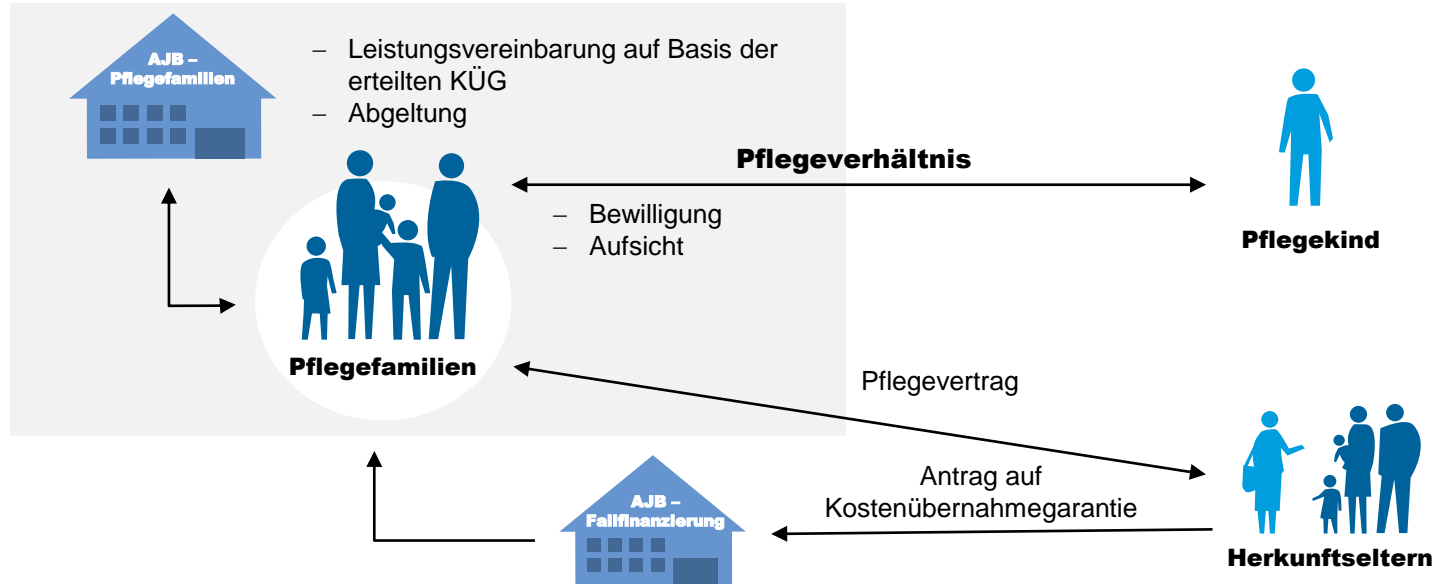 AJB –
Pflegefamilien
– Leistungsvereinbarung auf Basis der
erteilten KÜG
– Abgeltung
Pflegeverhältnis
– Bewilligung
– Aufsicht
Pflegekind
Pflegefamilien
Pflegevertrag
Antrag auf
Kostenübernahmegarantie
AJB –
Fallfinanzierung
Herkunftseltern